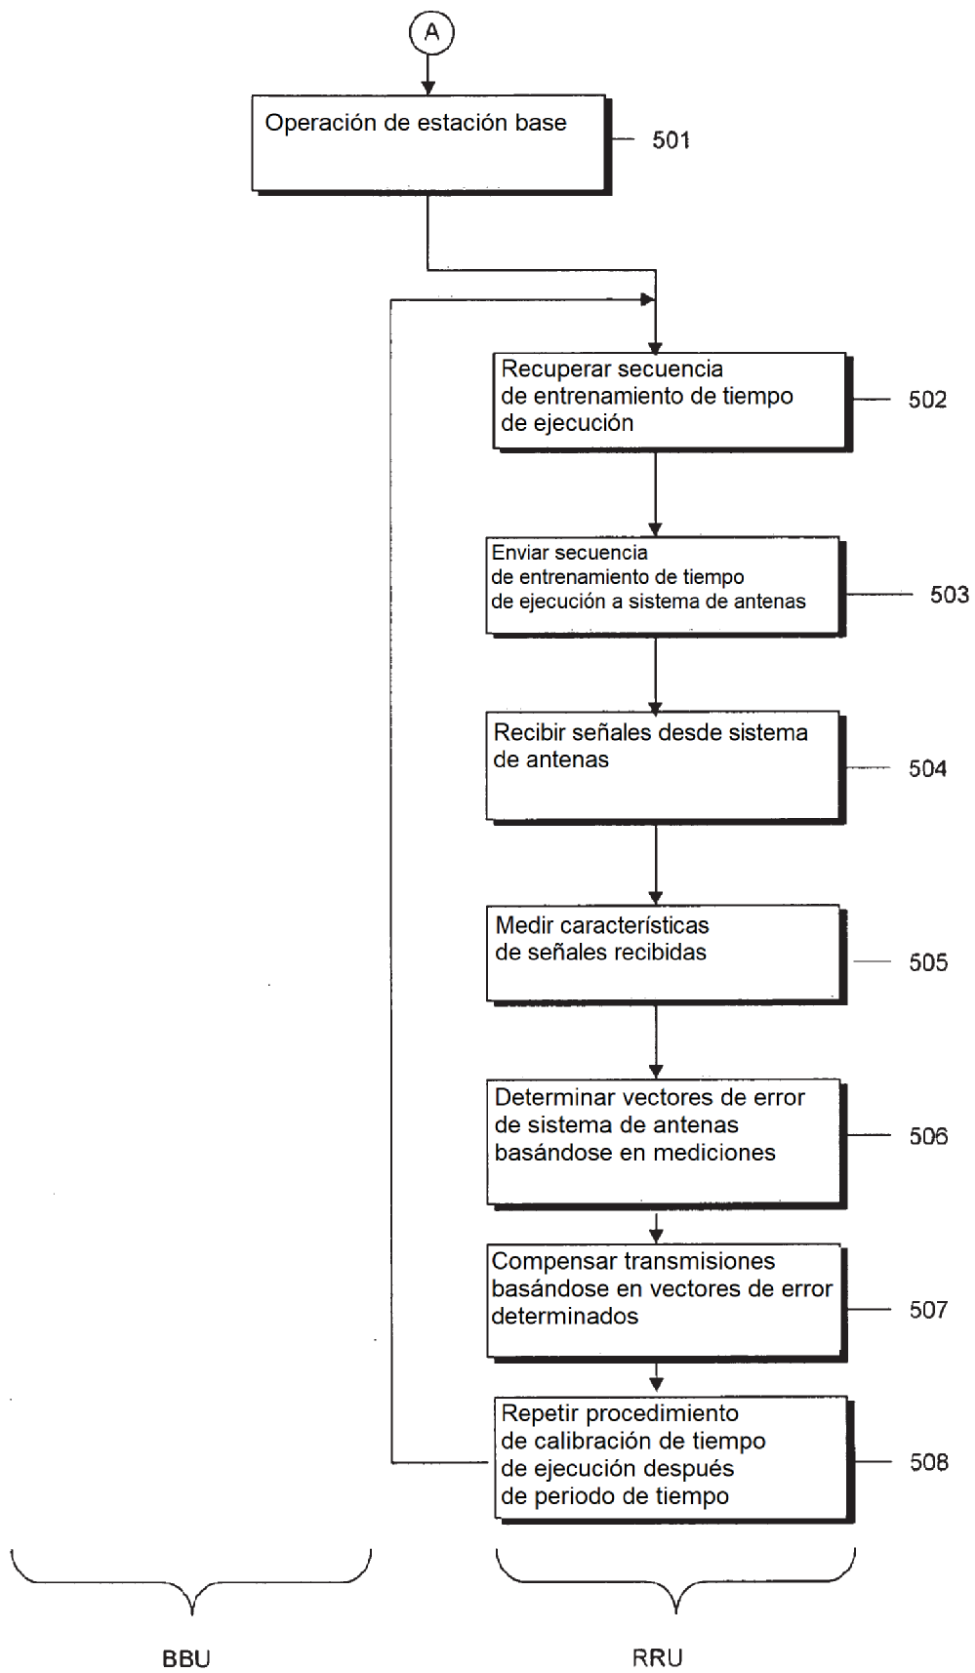 A
Operación de estación base
501
Recuperar secuencia
de entrenamiento de tiempo
de ejecución
502
Enviar secuencia
de entrenamiento de tiempo
de ejecución a sistema de antenas
503
Recibir señales desde sistema
de antenas
504
Medir características
de señales recibidas
505
Determinar vectores de error
de sistema de antenas
basándose en mediciones
506
Compensar transmisiones
basándose en vectores de error
determinados
507
Repetir procedimiento
de calibración de tiempo
de ejecución después
de periodo de tiempo
508
BBU
RRU